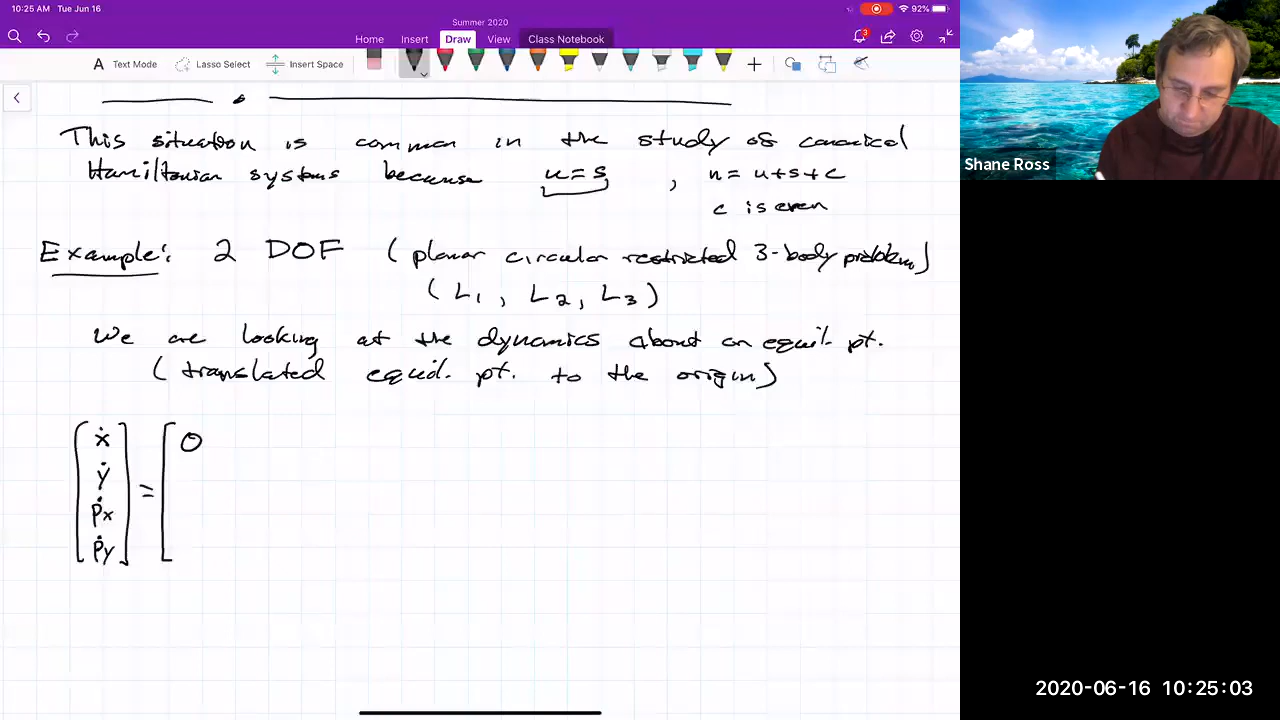 10:25 AM Tue Jun 16
92%
Summer 2020
Home Insert Draw View Class Notebook
3
A Text Mode Lasso Select Insert Space
This situation is common in the study of canonical
Hamiltonian systems because u = s , n = u + s + c
c is even
Example: 2 DOF (planar circular restricted 3-body problem)
(L1, L2, L3)
We are looking at the dynamics about an equil. pt.
(translated equil. pt. to the origin)
[ẋ ẏ ṗx ṗy] = [ 0
Shane Ross
2020-06-16 10:25:03